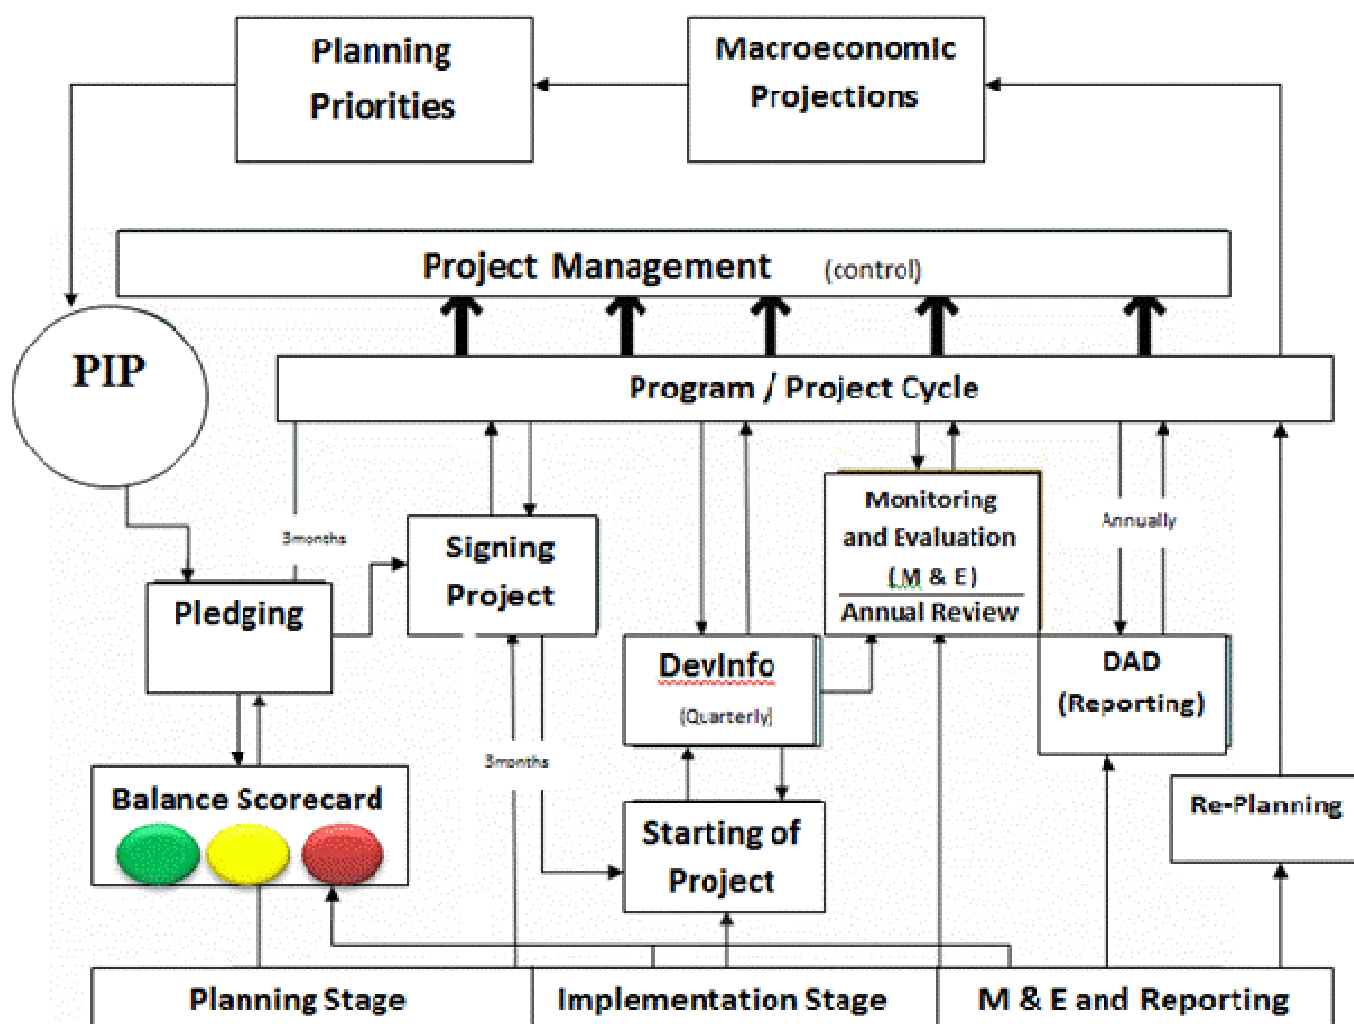 Planning
Priorities
Macroeconomic
Projections
Project Management (control)
PIP
Program / Project Cycle
3months
Signing
Project
Monitoring
and Evaluation
(M & E)
Annual Review
Annually
Pledging
DevInfo
(Quarterly)
DAD
(Reporting)
3months
Balance Scorecard
Starting of
Project
Re-Planning
Planning Stage
Implementation Stage
M & E and Reporting